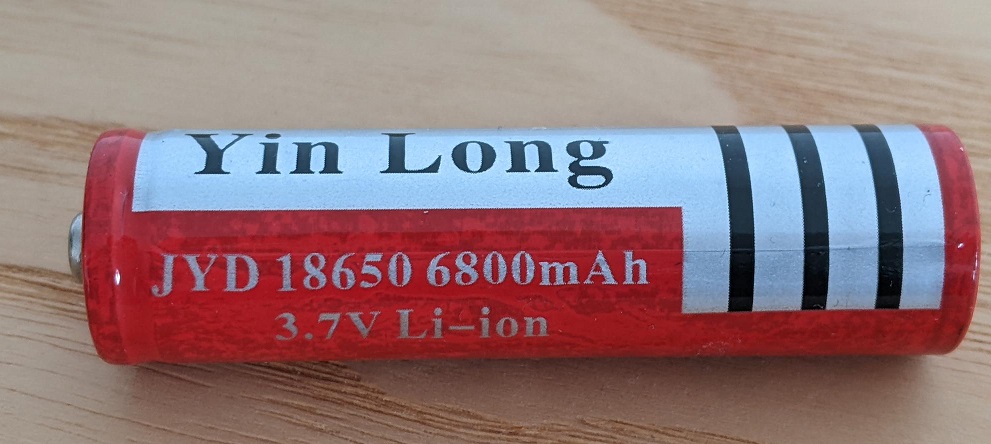 Yin Long
JYD 18650 6800mAh
3.7V Li-ion